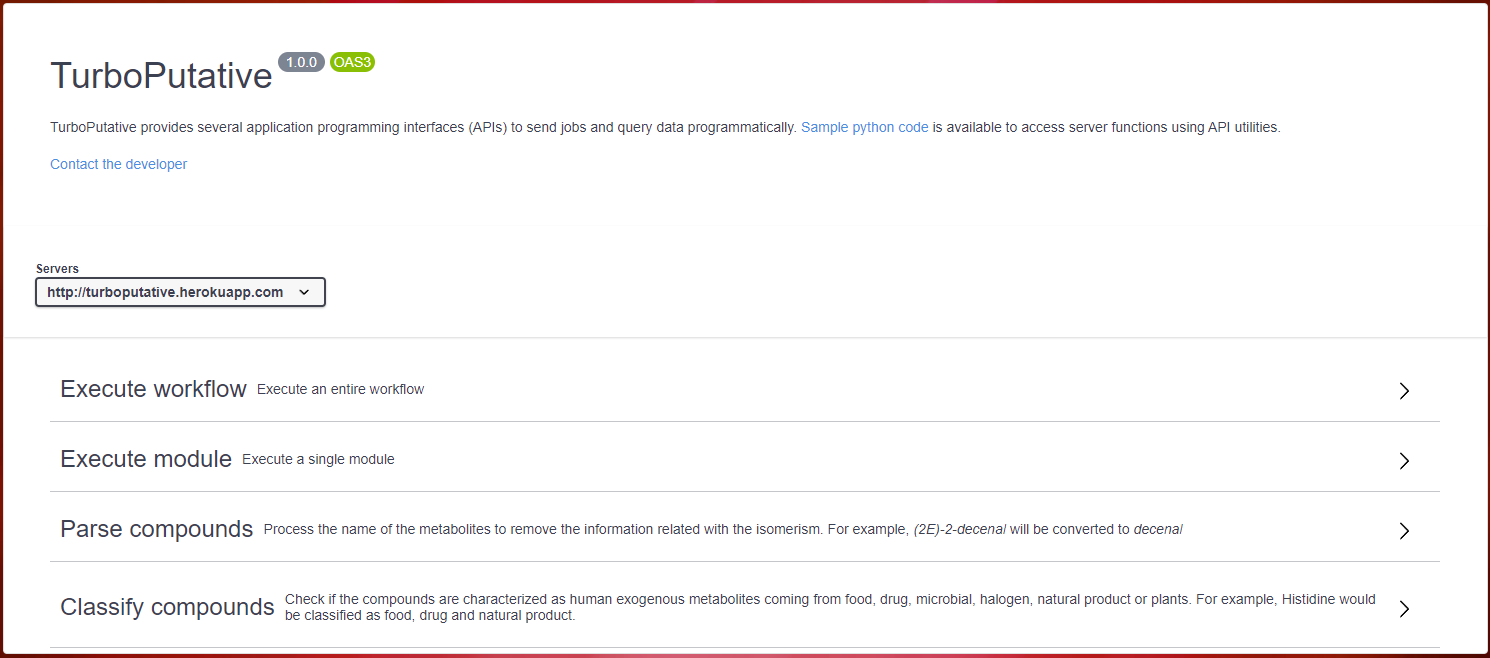 TurboPutative 1.0.0 OAS3
TurboPutative provides several application programming interfaces (APIs) to send jobs and query data programmatically. Sample python code is available to access server functions using API utilities.
Contact the developer
Servers
http://turboputative.herokuapp.com
Execute workflow Execute an entire workflow
Execute module Execute a single module
Parse compounds Process the name of the metabolites to remove the information related with the isomerism. For example, (2E)-2-decenal will be converted to decenal
Classify compounds Check if the compounds are characterized as human exogenous metabolites coming from food, drug, microbial, halogen, natural product or plants. For example, Histidine would
be classified as food, drug and natural product.